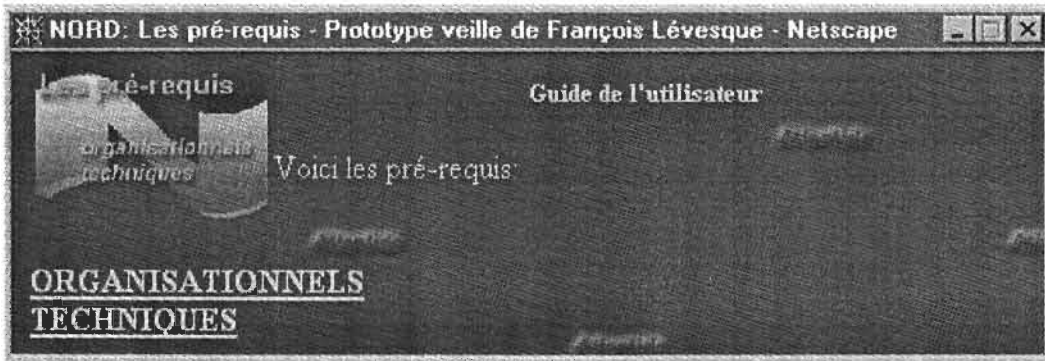 NORD: Les pré-requis - Prototype veille de François Lévesque - Netscape
Les pré-requis
Guide de l'utilisateur
organisationnels
techniques
Voici les pré-requis:
ORGANISATIONNELS
TECHNIQUES